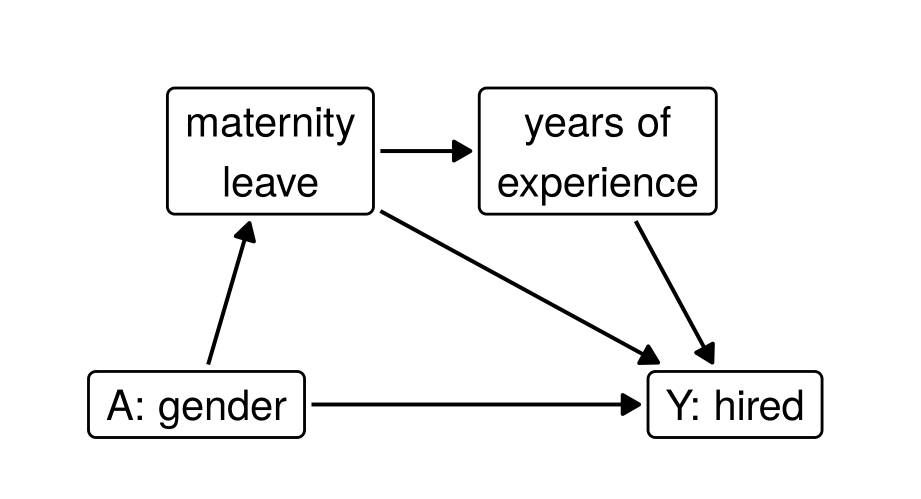 maternity
leave
years of
experience
A: gender
Y: hired